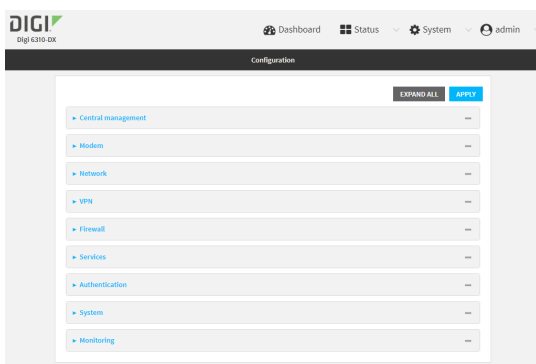 DIGI
Digi 6310-DX
Dashboard Status System admin
Configuration
EXPAND ALL APPLY
Central management
Modem
Network
VPN
Firewall
Services
Authentication
System
Monitoring